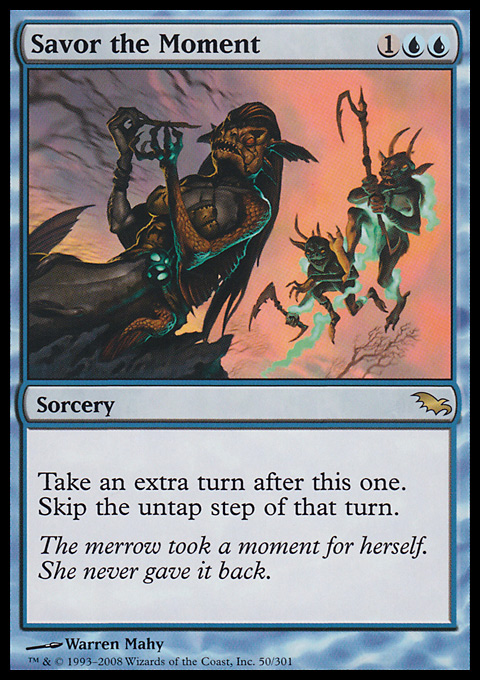 Savor the Moment 1
Sorcery
Take an extra turn after this one.
Skip the untap step of that turn.
The merrow took a moment for herself.
She never gave it back.
Warren Mahy
™ & © 1993–2008 Wizards of the Coast, Inc. 50/301